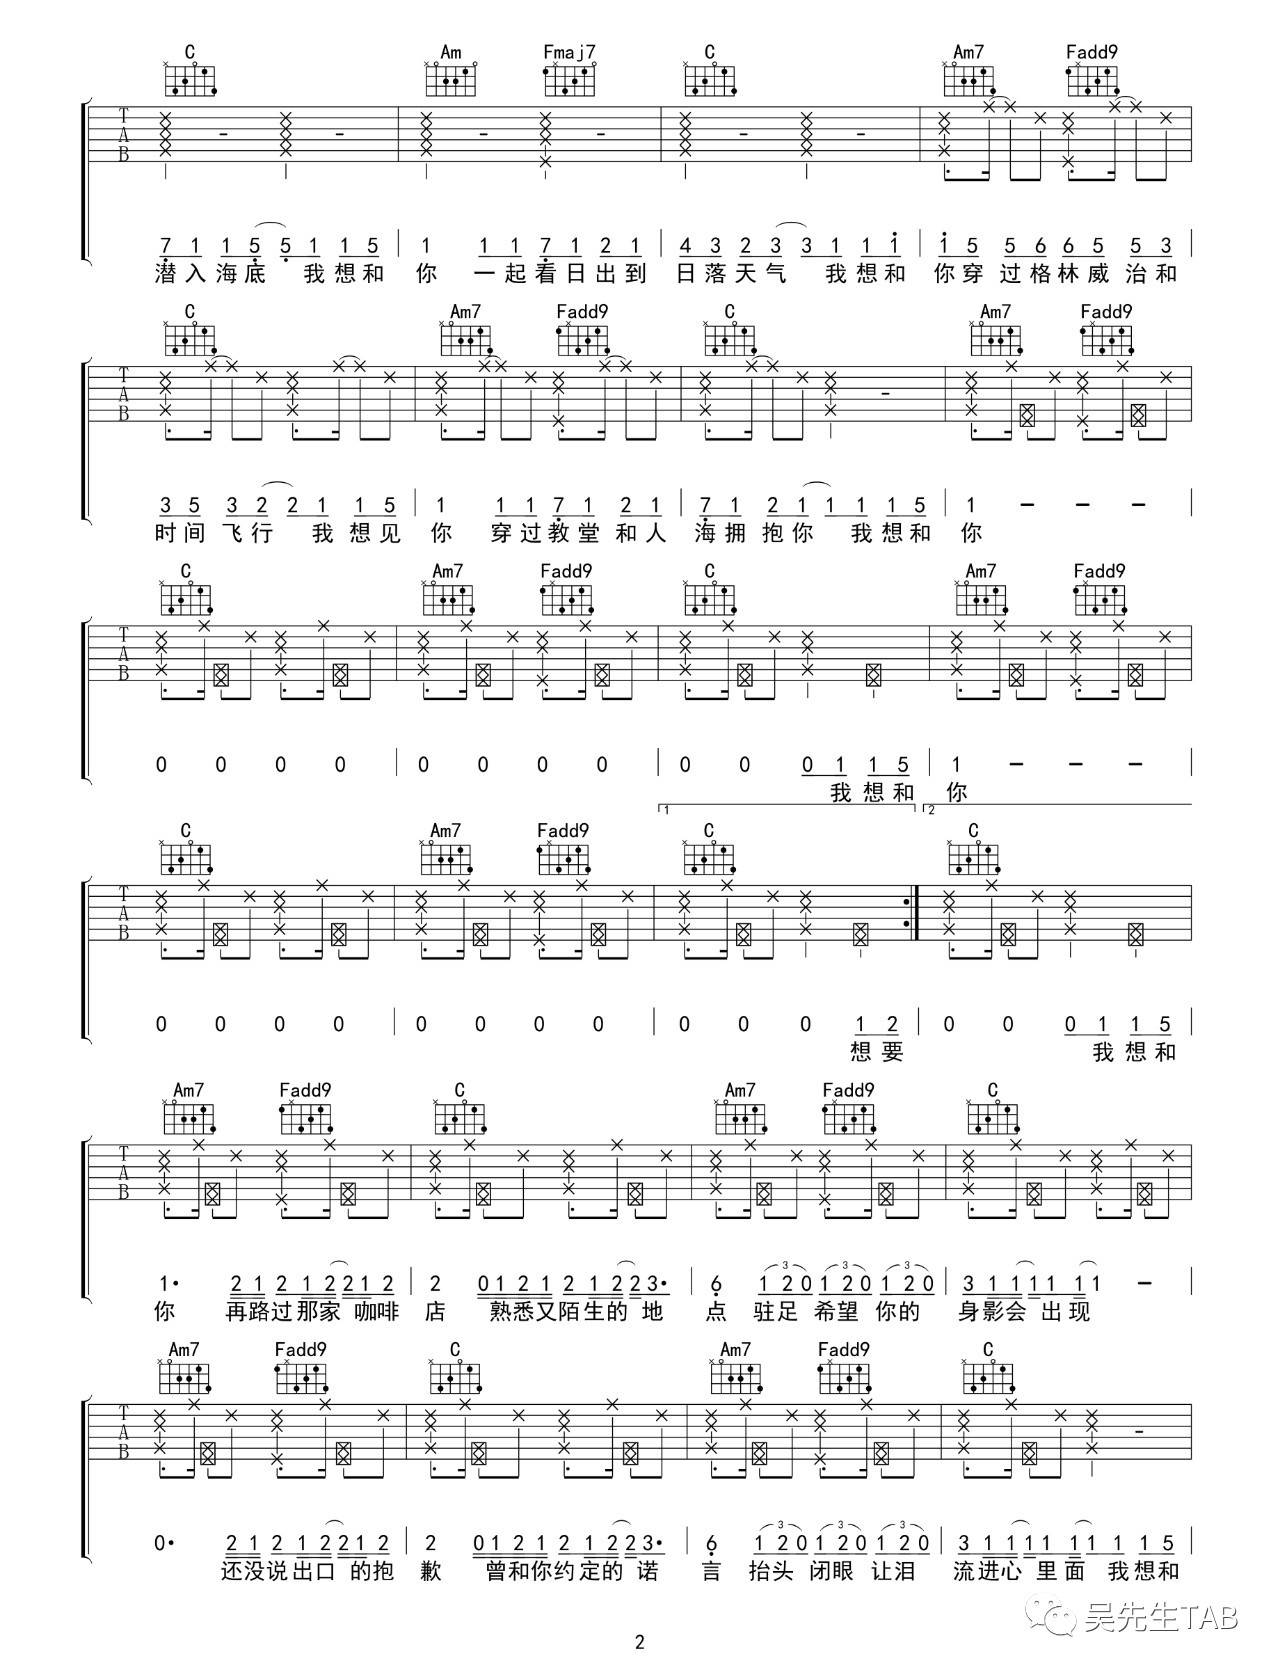 C Am Fmaj7 C Am7 Fadd9
T A B
7 1 1 5 5 1 1 5 | 1 1 1 7 1 2 1 | 4 3 2 3 3 1 1 1 | 1 5 5 6 6 5 5 3
潜入海底 我想和 你 一起看日出到 日落天气 我想和 你穿过格林威治和
C Am7 Fadd9 C Am7 Fadd9
T A B
3 5 3 2 2 1 1 5 | 1 1 1 7 1 2 1 | 7 1 2 1 1 1 1 5 | 1 – – –
时间飞行 我想见 你 穿过教堂和人 海拥抱你 我想和 你
C Am7 Fadd9 C Am7 Fadd9
T A B
0 0 0 0 | 0 0 0 0 | 0 0 0 1 1 5 | 1 – – –
我想和 你
1 2
C Am7 Fadd9 C C
T A B
0 0 0 0 | 0 0 0 0 | 0 0 0 1 2 | 0 0 0 1 1 5
想要 我想和
Am7 Fadd9 C Am7 Fadd9 C
T A B
3 3 3
1• 2 1 2 1 2 2 1 2 | 2 0 1 2 1 2 1 2 2 3• | 6 1 2 0 1 2 0 1 2 0 | 3 1 1 1 1 1 1 –
你 再路过那家咖啡 店 熟悉又陌生的地 点 驻足 希望 你的 身影会出现
Am7 Fadd9 C Am7 Fadd9 C
T A B
3 3 3
0• 2 1 2 1 2 2 1 2 | 2 0 1 2 1 2 1 2 2 3• | 6 1 2 0 1 2 0 1 2 0 | 3 1 1 1 1 1 1 1 5
还没说出口的抱 歉 曾和你约定的诺 言 抬头 闭眼 让泪 流进心里面 我想和
吴先生TAB
2